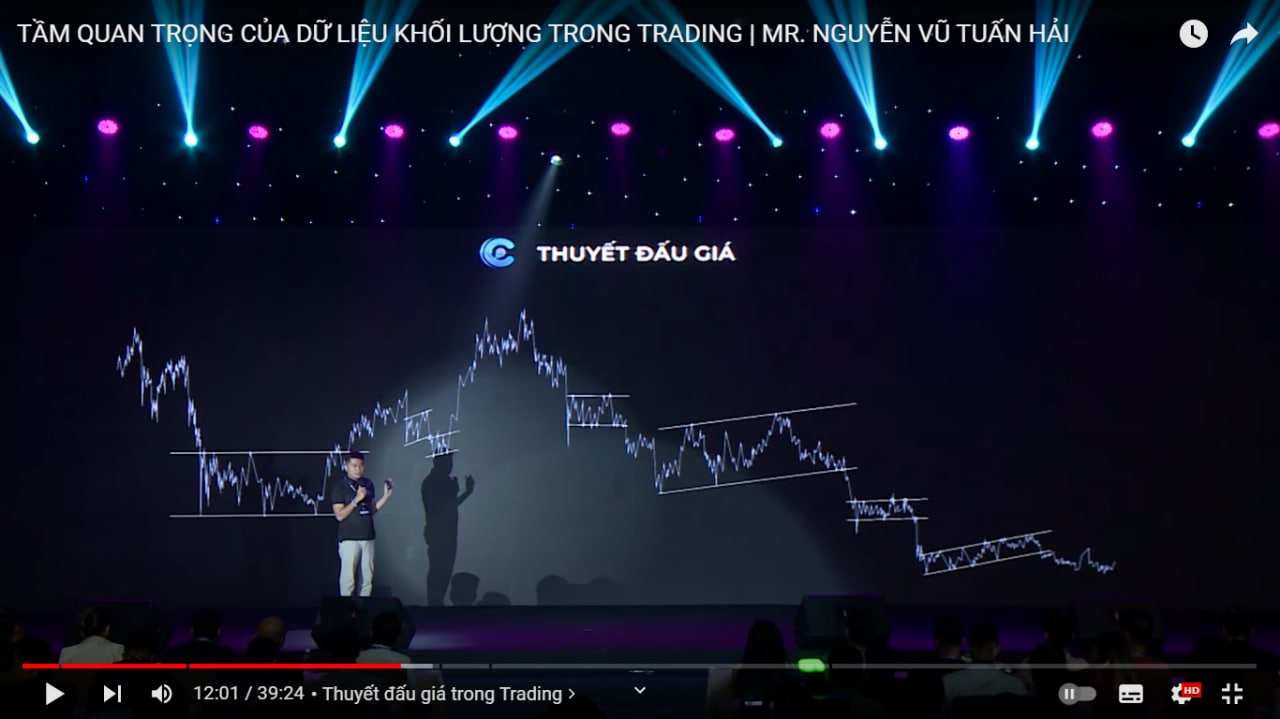 TẦM QUAN TRỌNG CỦA DỮ LIỆU KHỐI LƯỢNG TRONG TRADING | MR. NGUYỄN VŨ TUẤN HẢI
THUYẾT ĐẤU GIÁ
12:01 / 39:24 • Thuyết đấu giá trong Trading >
HD